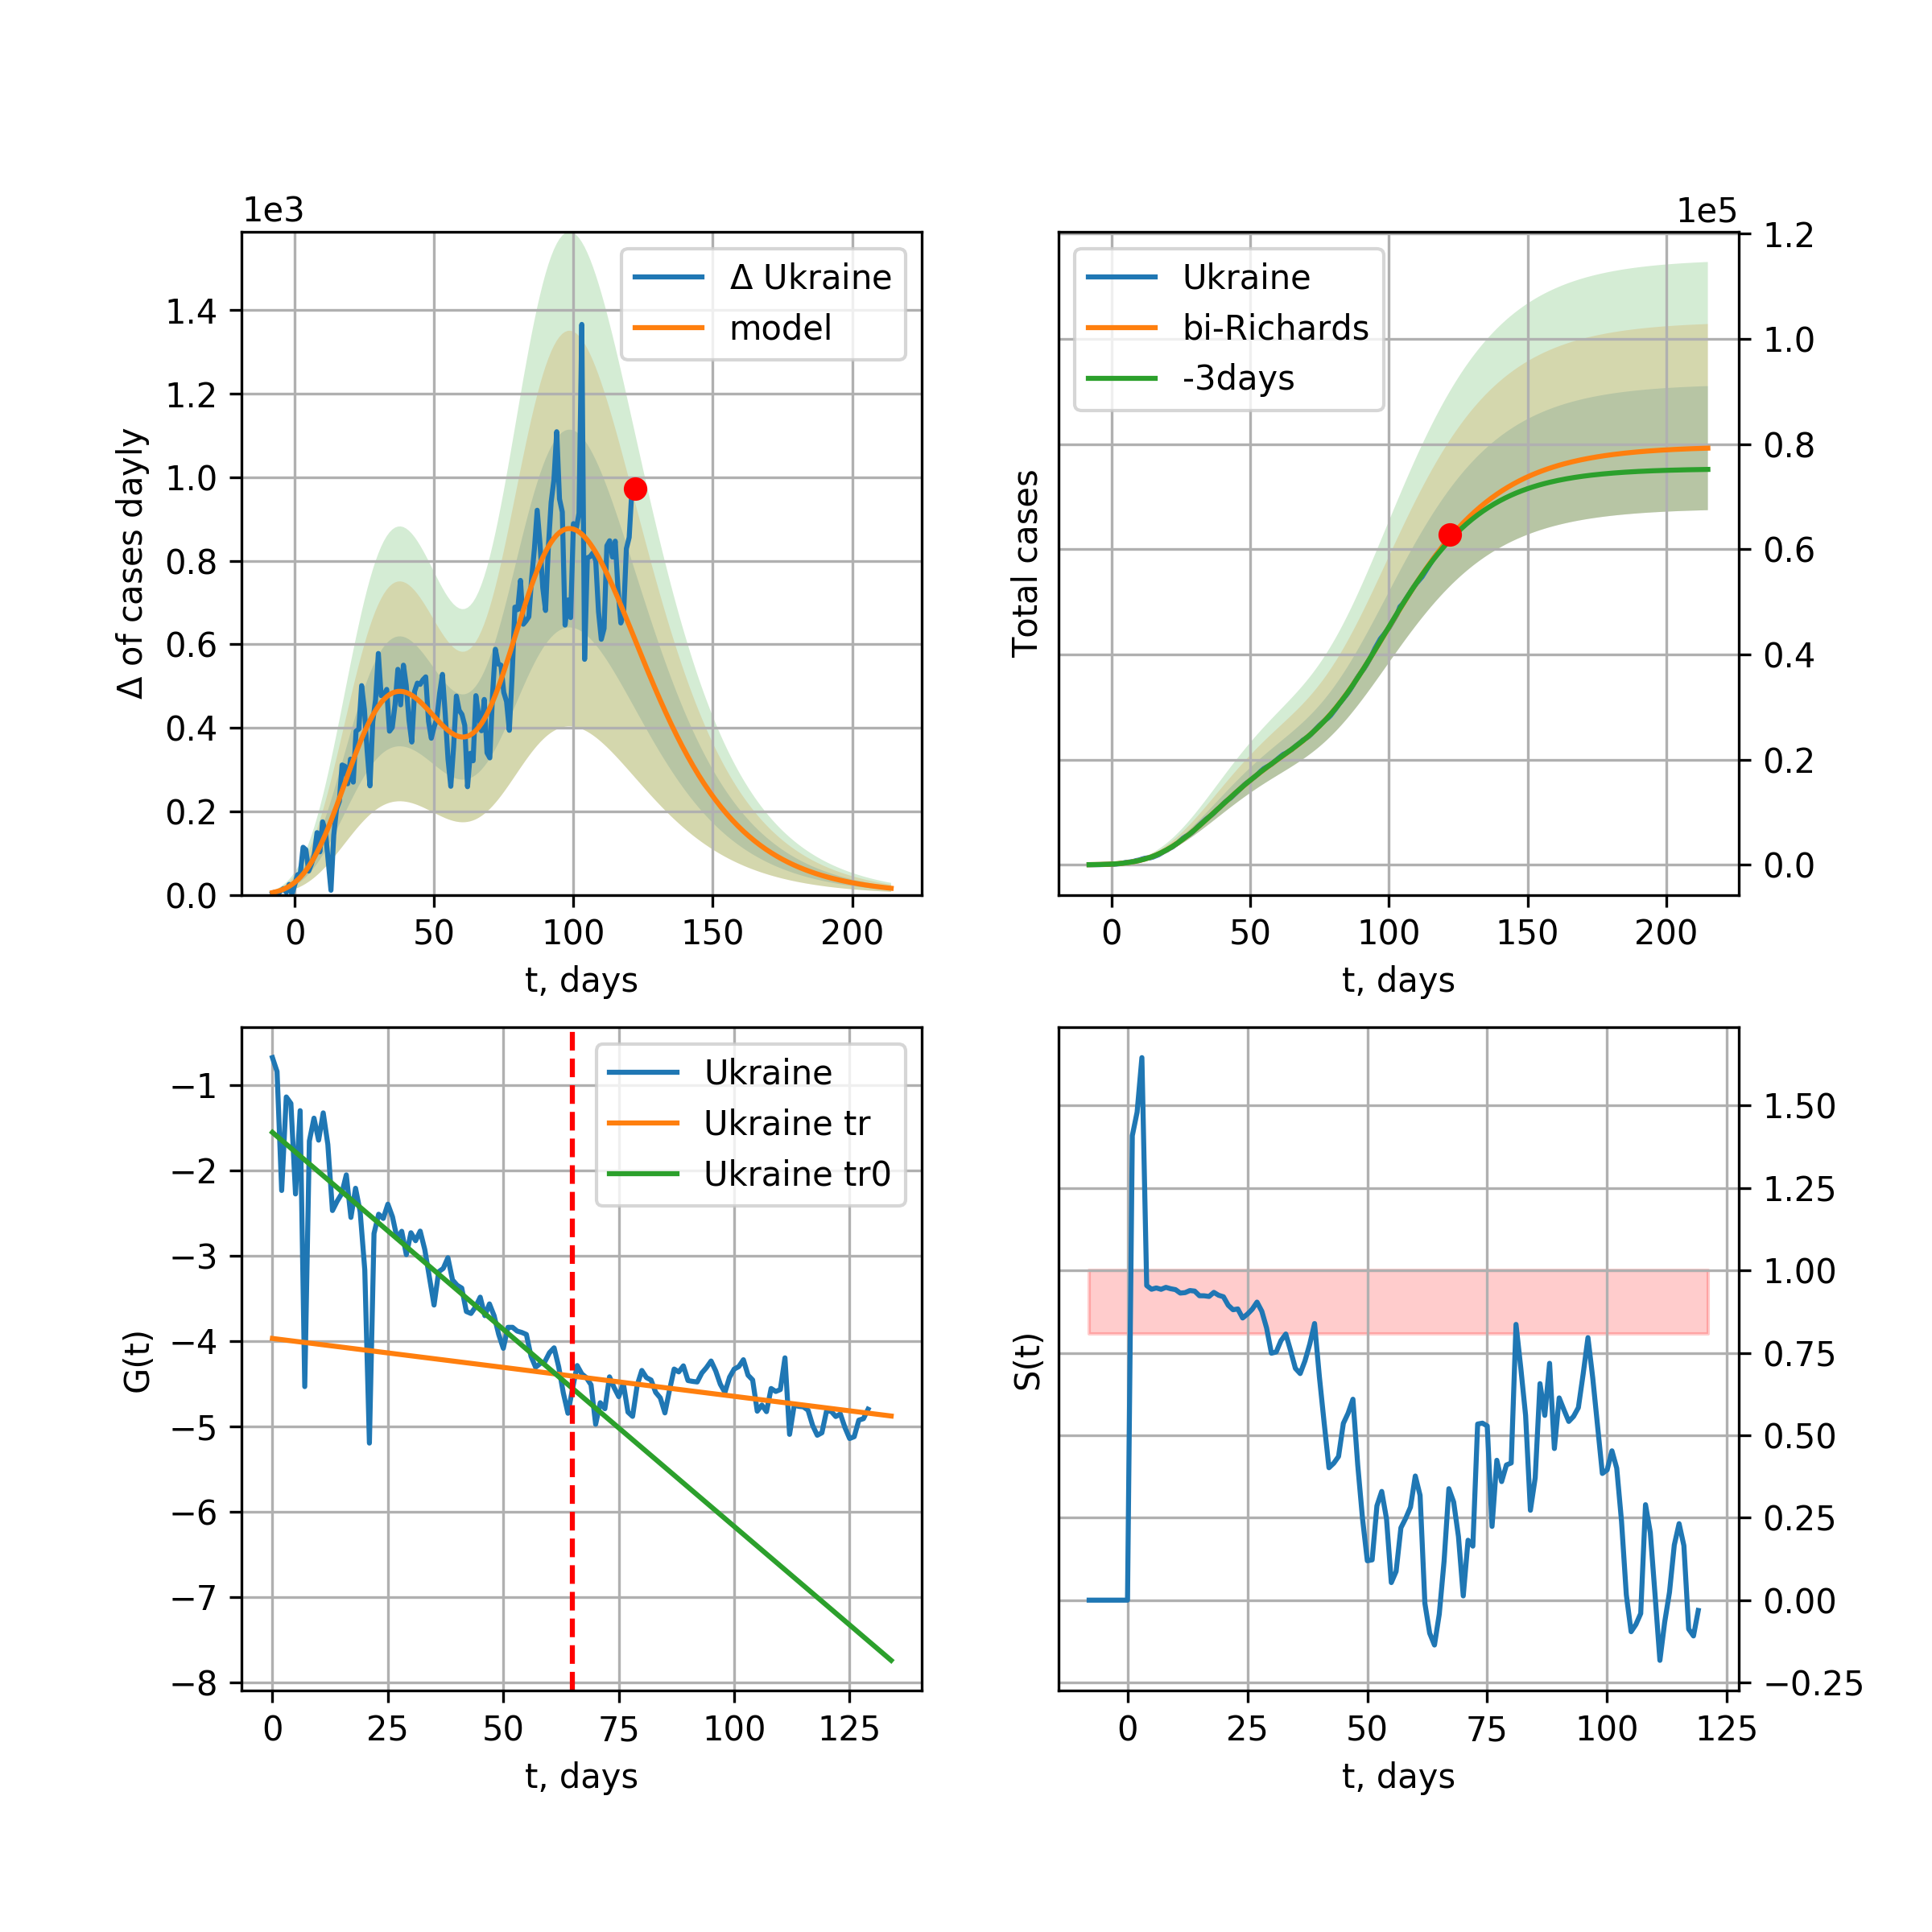 1e3
Δ of cases dayly
1.4
1.2
1.0
0.8
0.6
0.4
0.2
0.0
0 50 100 150 200
t, days
Δ Ukraine
model
1e5
Total cases
1.2
1.0
0.8
0.6
0.4
0.2
0.0
0 50 100 150 200
t, days
Ukraine
bi-Richards
-3days
G(t)
−1
−2
−3
−4
−5
−6
−7
−8
0 25 50 75 100 125
t, days
Ukraine
Ukraine tr
Ukraine tr0
S(t)
1.50
1.25
1.00
0.75
0.50
0.25
0.00
−0.25
0 25 50 75 100 125
t, days